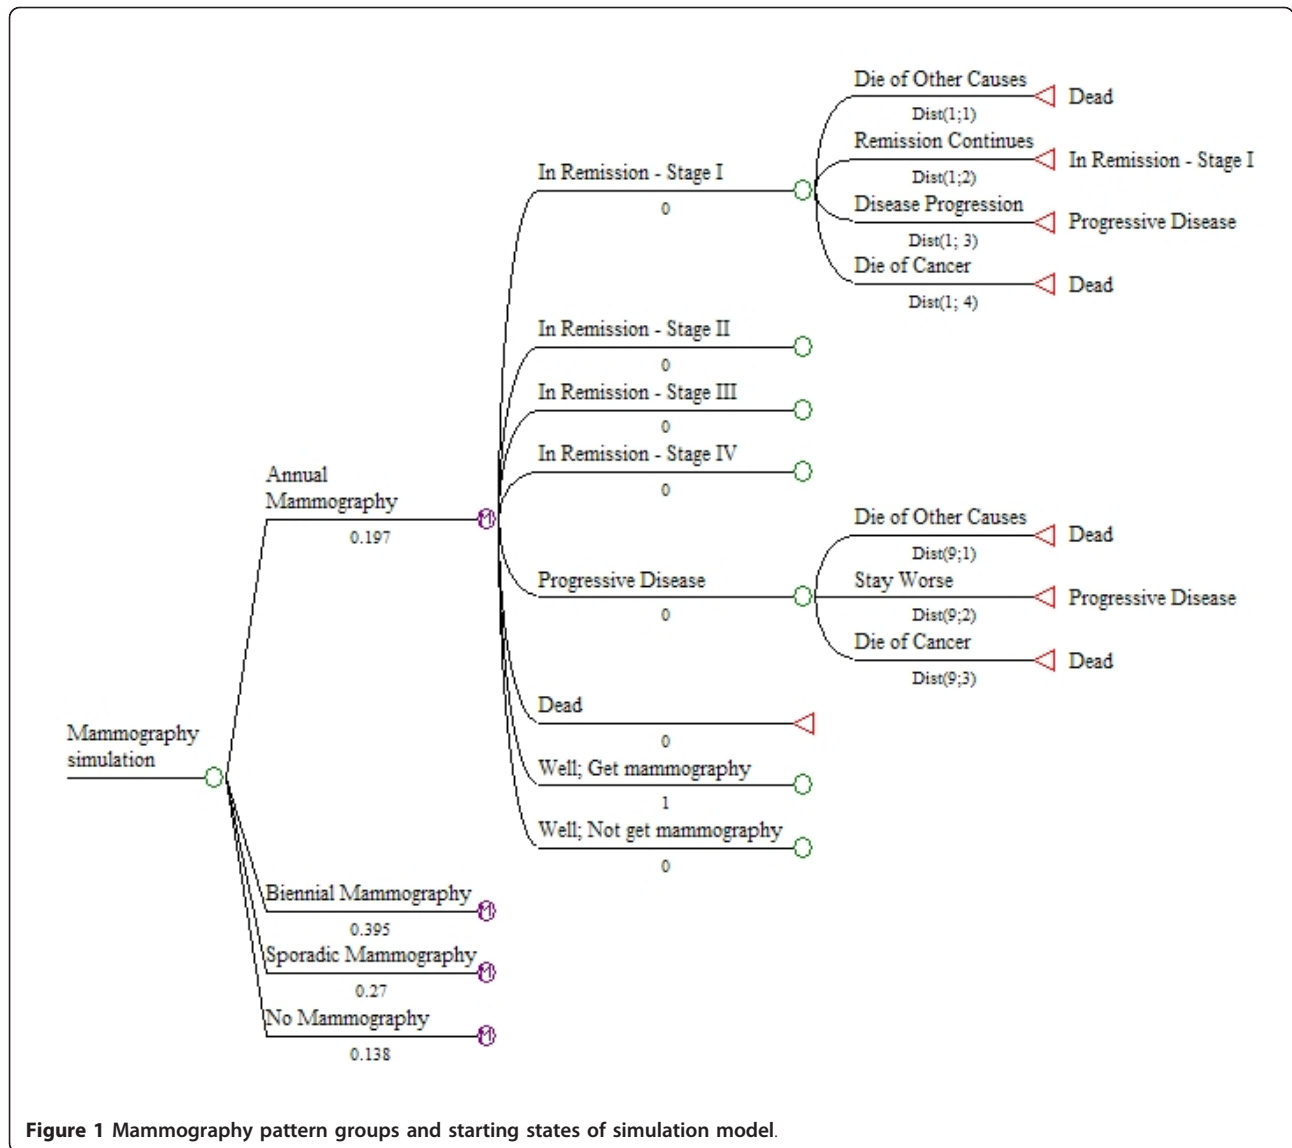 Die of Other Causes
Dist(1;1)
Dead
Remission Continues
Dist(1;2)
In Remission - Stage I
Disease Progression
Dist(1; 3)
Progressive Disease
Die of Cancer
Dist(1; 4)
Dead
In Remission - Stage I
0
In Remission - Stage II
0
In Remission - Stage III
0
In Remission - Stage IV
0
Annual
Mammography
0.197
M
Die of Other Causes
Dist(9;1)
Dead
Stay Worse
Dist(9;2)
Progressive Disease
Die of Cancer
Dist(9;3)
Dead
Progressive Disease
0
Dead
0
Well; Get mammography
1
Well; Not get mammography
0
Mammography
simulation
Biennial Mammography
0.395
M
Sporadic Mammography
0.27
M
No Mammography
0.138
M
Figure 1 Mammography pattern groups and starting states of simulation model.